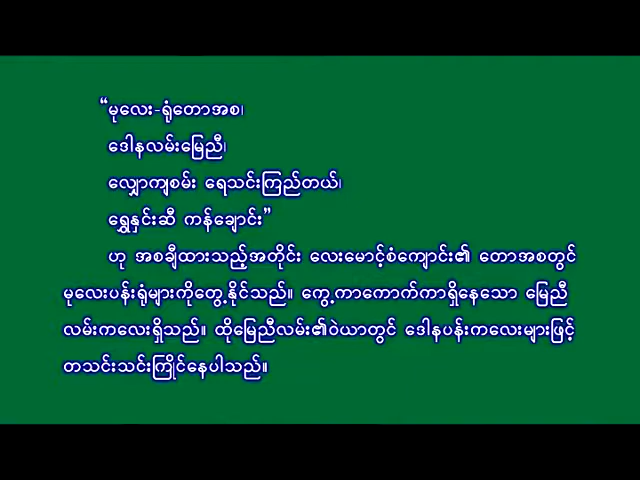 “မုလေး-ရုံတောအစ၊
ဒေါနလမ်းမြေညီ၊
လျှောကျစမ်း ရေသင်းကြည်တယ်၊
ရွှေနှင်းဆီ ကန်ချောင်း”
ဟု အစချီထားသည့်အတိုင်း လေးမောင့်စံကျောင်း၏ တောအစတွင်
မုလေးပန်းရုံများကိုတွေ့နိုင်သည်။ ကွေ့ကာကောက်ကာရှိနေသော မြေညီ
လမ်းကလေးရှိသည်။ ထိုမြေညီလမ်း၏ဝဲယာတွင် ဒေါနပန်းကလေးများဖြင့်
တသင်းသင်းကြိုင်နေပါသည်။